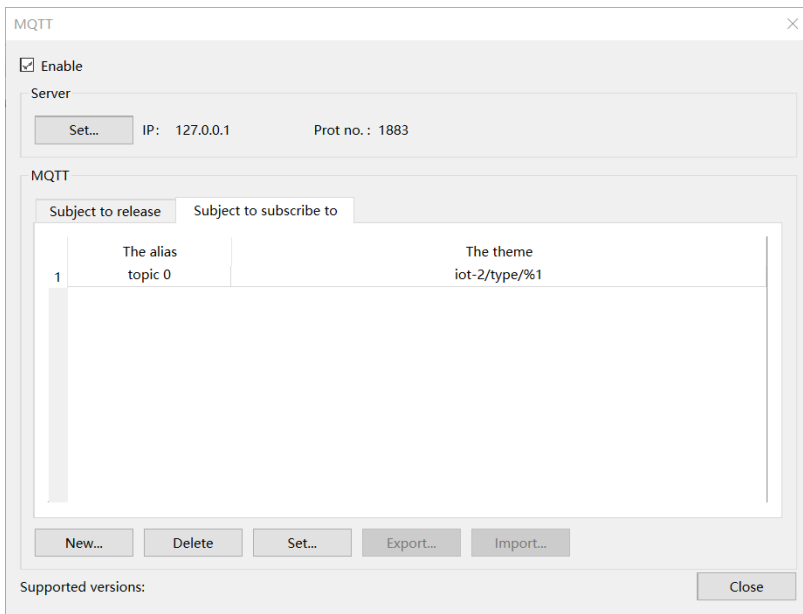 MQTT
Enable
Server
Set... IP: 127.0.0.1 Prot no. : 1883
MQTT
Subject to release Subject to subscribe to
The alias The theme
1 topic 0 iot-2/type/%1
New... Delete Set... Export... Import...
Supported versions: Close